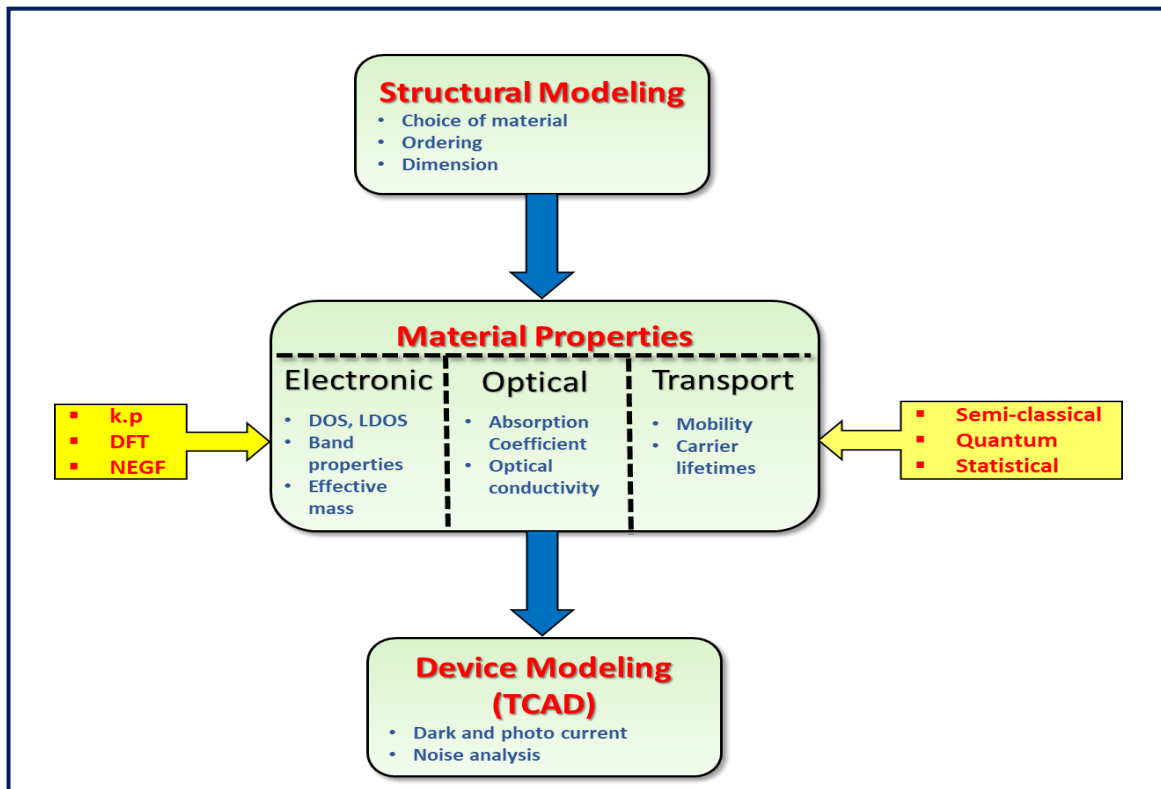 Structural Modeling
• Choice of material
• Ordering
• Dimension
Material Properties
Electronic
• DOS, LDOS
• Band
properties
• Effective
mass
Optical
• Absorption
Coefficient
• Optical
conductivity
Transport
• Mobility
• Carrier
lifetimes
▪ k.p
▪ DFT
▪ NEGF
▪ Semi-classical
▪ Quantum
▪ Statistical
Device Modeling
(TCAD)
• Dark and photo current
• Noise analysis